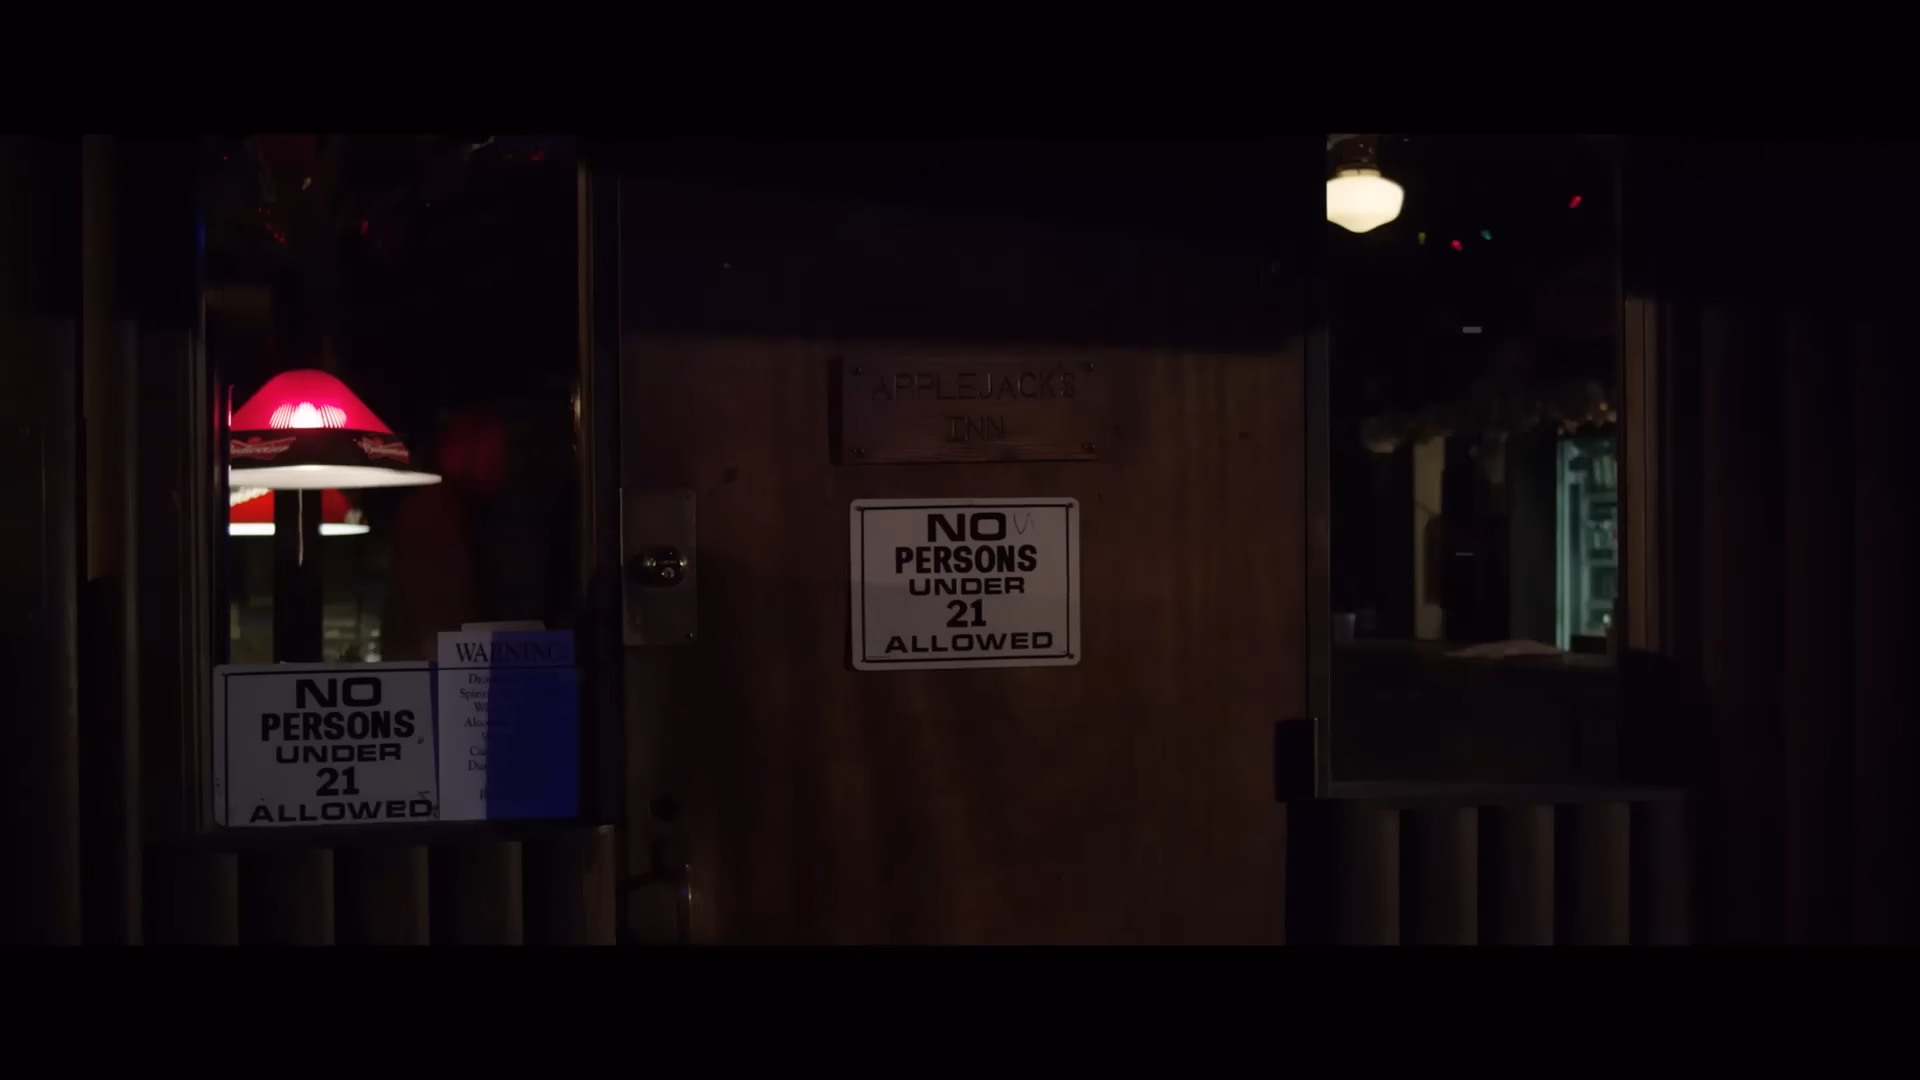 APPLEJACK'S
INN
NO
PERSONS
UNDER
21
ALLOWED
NO
PERSONS
UNDER
21
ALLOWED
WARNING